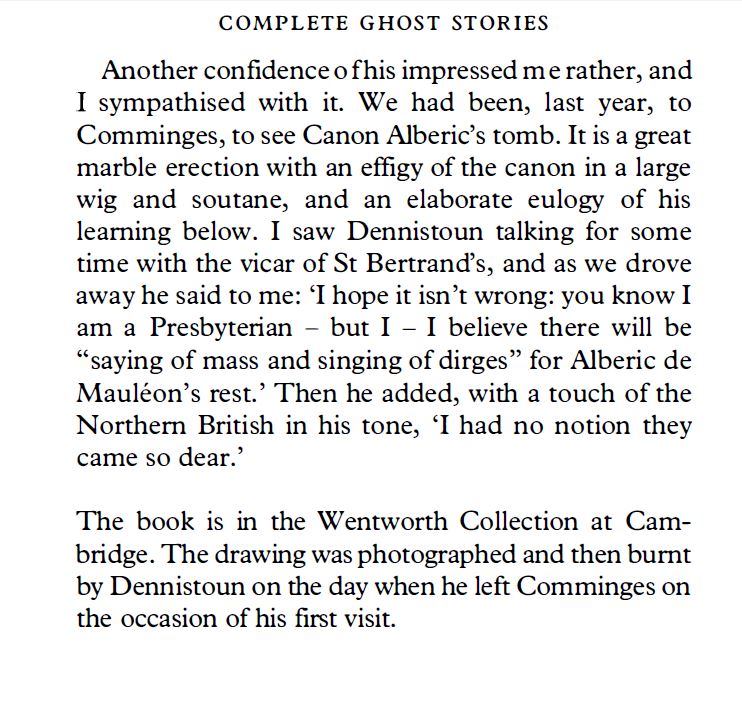 COMPLETE GHOST STORIES
Another confidence of his impressed me rather, and
I sympathised with it. We had been, last year, to
Comminges, to see Canon Alberic’s tomb. It is a great
marble erection with an effigy of the canon in a large
wig and soutane, and an elaborate eulogy of his
learning below. I saw Dennistoun talking for some
time with the vicar of St Bertrand’s, and as we drove
away he said to me: ‘I hope it isn’t wrong: you know I
am a Presbyterian – but I – I believe there will be
“saying of mass and singing of dirges” for Alberic de
Mauléon’s rest.’ Then he added, with a touch of the
Northern British in his tone, ‘I had no notion they
came so dear.’
The book is in the Wentworth Collection at Cam-
bridge. The drawing was photographed and then burnt
by Dennistoun on the day when he left Comminges on
the occasion of his first visit.